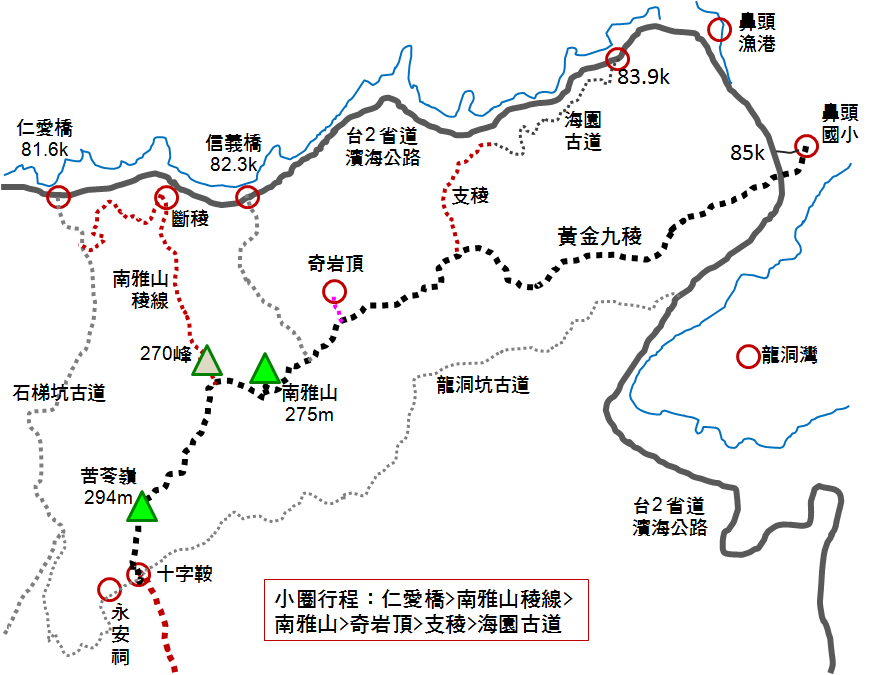 鼻頭
漁港
83.9k
仁愛橋
81.6k
信義橋
82.3k
台2省道
濱海公路
海園
古道
鼻頭
國小
85k
支稜
斷稜
黃金九稜
奇岩頂
南雅山
稜線
270峰
龍洞灣
石梯坑古道
南雅山
275m
龍洞坑古道
苦苓嶺
294m
台2省道
濱海公路
十字鞍
永
安
祠
小圈行程：仁愛橋>南雅山稜線>
南雅山>奇岩頂>支稜>海園古道